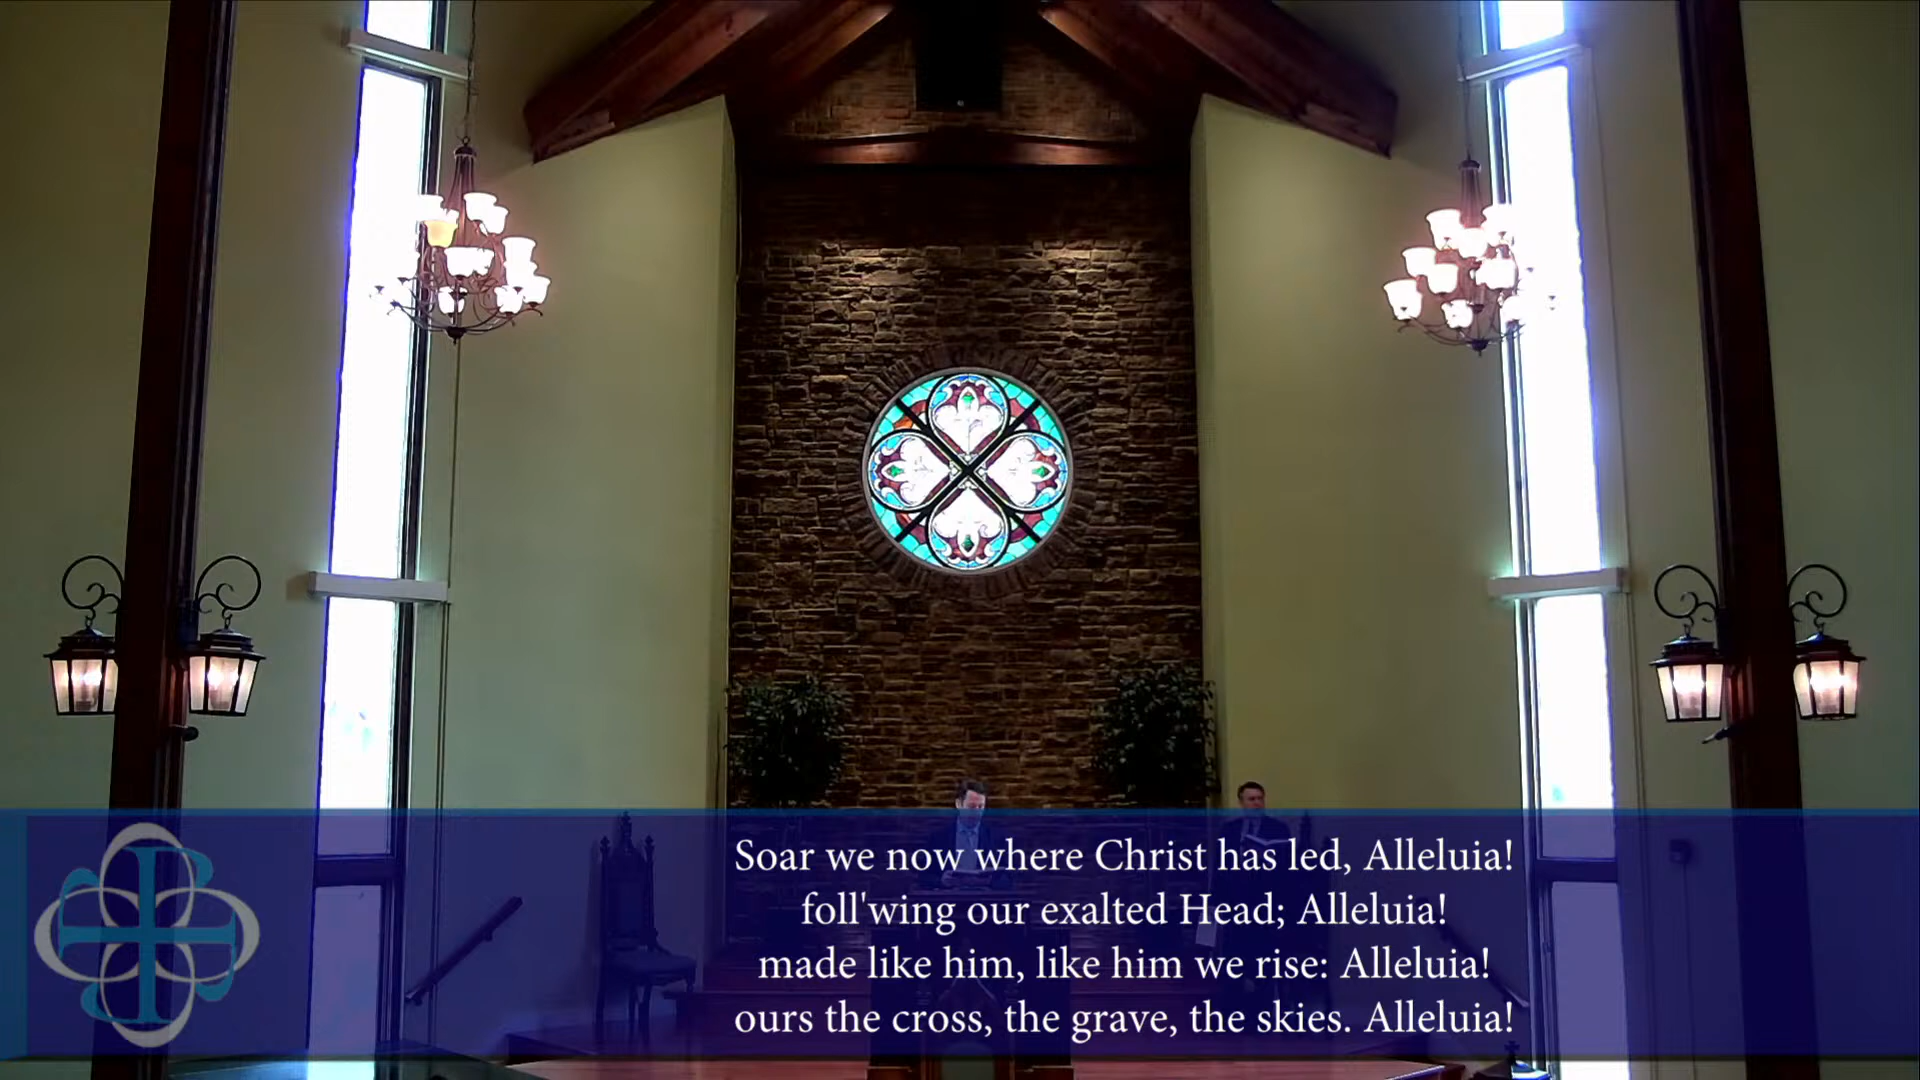 Soar we now where Christ has led, Alleluia!
foll'wing our exalted Head; Alleluia!
made like him, like him we rise: Alleluia!
ours the cross, the grave, the skies. Alleluia!